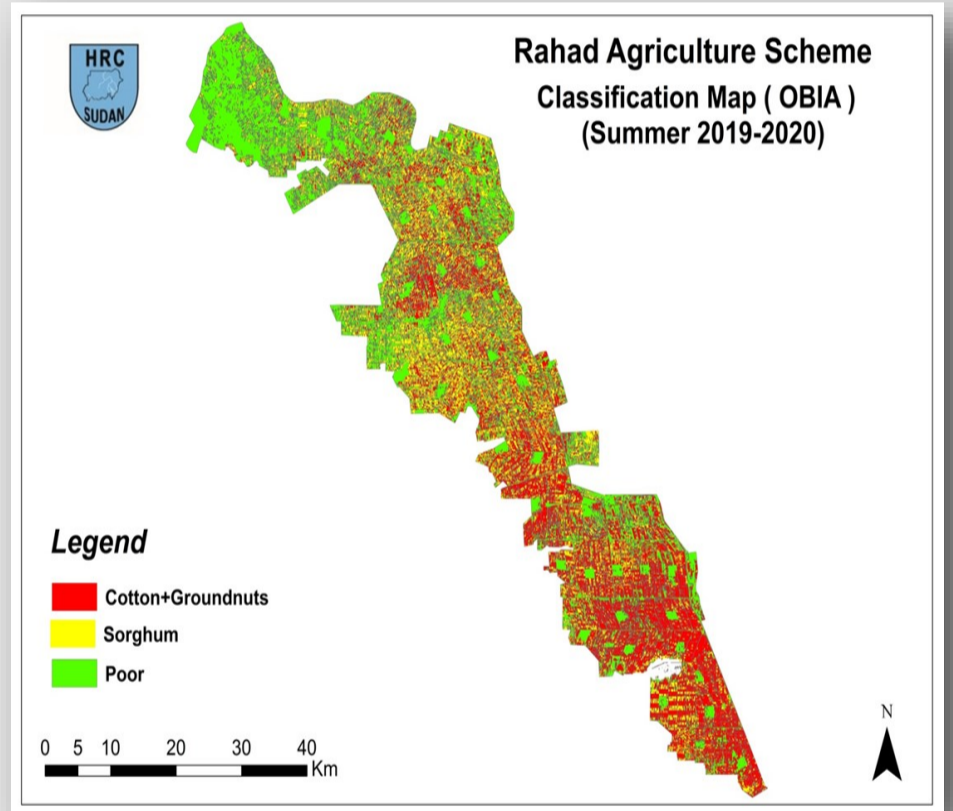 HRC
SUDAN
Rahad Agriculture Scheme
Classification Map ( OBIA )
(Summer 2019-2020)
Legend
Cotton+Groundnuts
Sorghum
Poor
0 5 10 20 30 40
Km
N